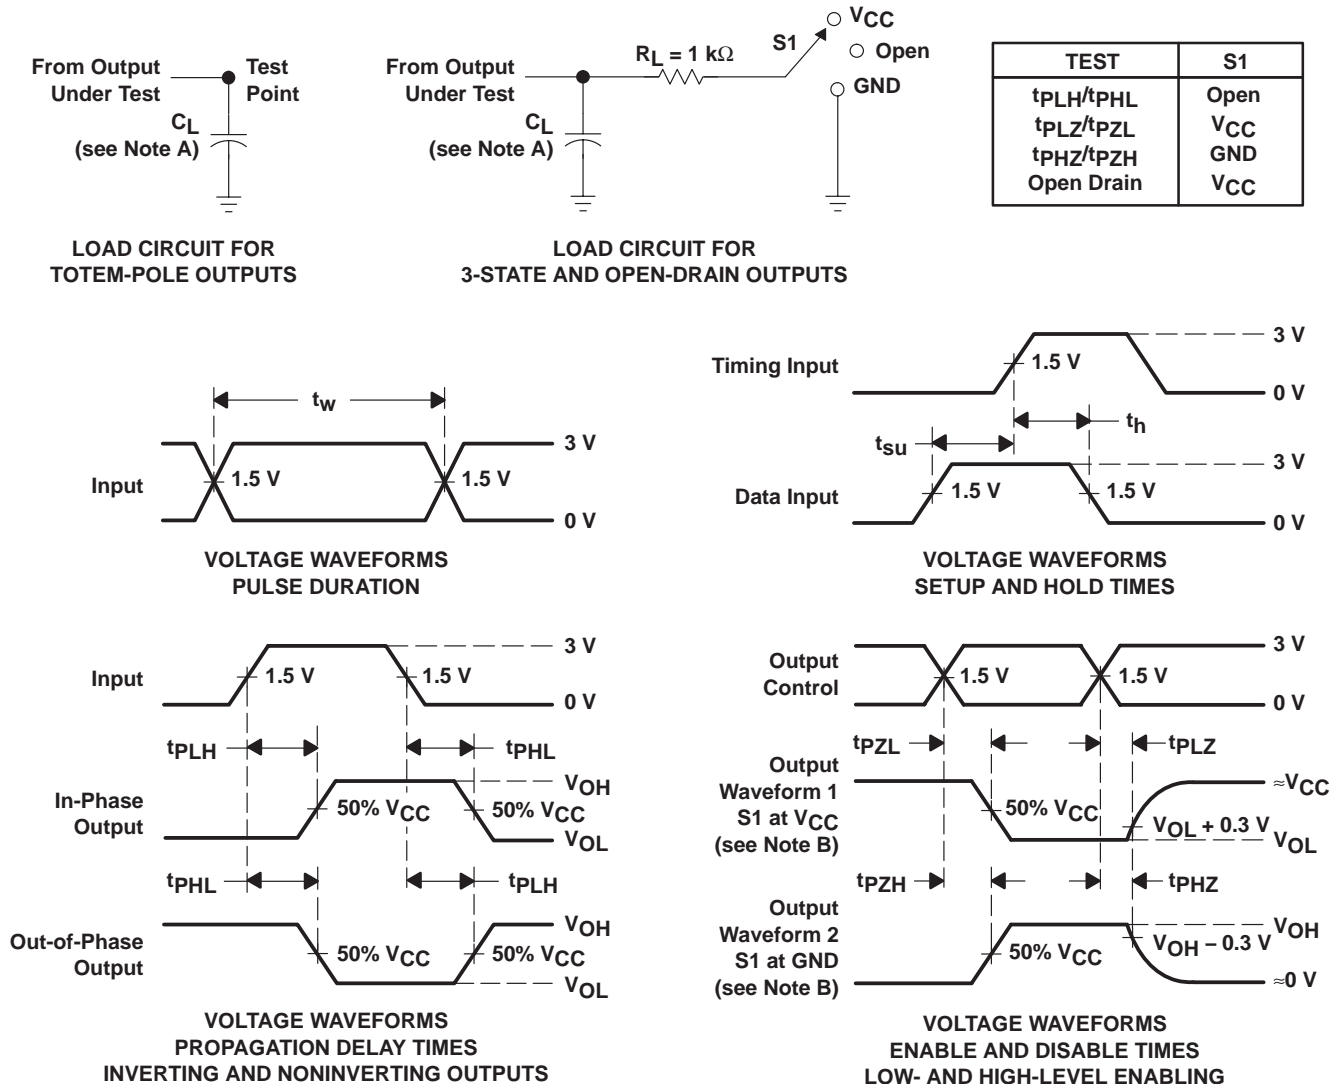 From Output
Under Test
Test
Point
CL
(see Note A)
LOAD CIRCUIT FOR
TOTEM-POLE OUTPUTS
From Output
Under Test
CL
(see Note A)
RL = 1 kΩ
S1
VCC
Open
GND
LOAD CIRCUIT FOR
3-STATE AND OPEN-DRAIN OUTPUTS
TEST S1
tPLH/tPHL Open
tPLZ/tPZL VCC
tPHZ/tPZH GND
Open Drain VCC
tw
Input
1.5 V
1.5 V
3 V
0 V
VOLTAGE WAVEFORMS
PULSE DURATION
Timing Input
1.5 V
3 V
0 V
tsu
th
Data Input
1.5 V
1.5 V
3 V
0 V
VOLTAGE WAVEFORMS
SETUP AND HOLD TIMES
Input
1.5 V
1.5 V
3 V
0 V
tPLH
tPHL
In-Phase
Output
50% VCC
50% VCC
VOH
VOL
tPHL
tPLH
Out-of-Phase
Output
50% VCC
50% VCC
VOH
VOL
VOLTAGE WAVEFORMS
PROPAGATION DELAY TIMES
INVERTING AND NONINVERTING OUTPUTS
Output
Control
1.5 V
1.5 V
3 V
0 V
tPZL
tPLZ
Output
Waveform 1
S1 at VCC
(see Note B)
50% VCC
VOL + 0.3 V
≈VCC
VOL
tPZH
tPHZ
Output
Waveform 2
S1 at GND
(see Note B)
50% VCC
VOH − 0.3 V
VOH
≈0 V
VOLTAGE WAVEFORMS
ENABLE AND DISABLE TIMES
LOW- AND HIGH-LEVEL ENABLING